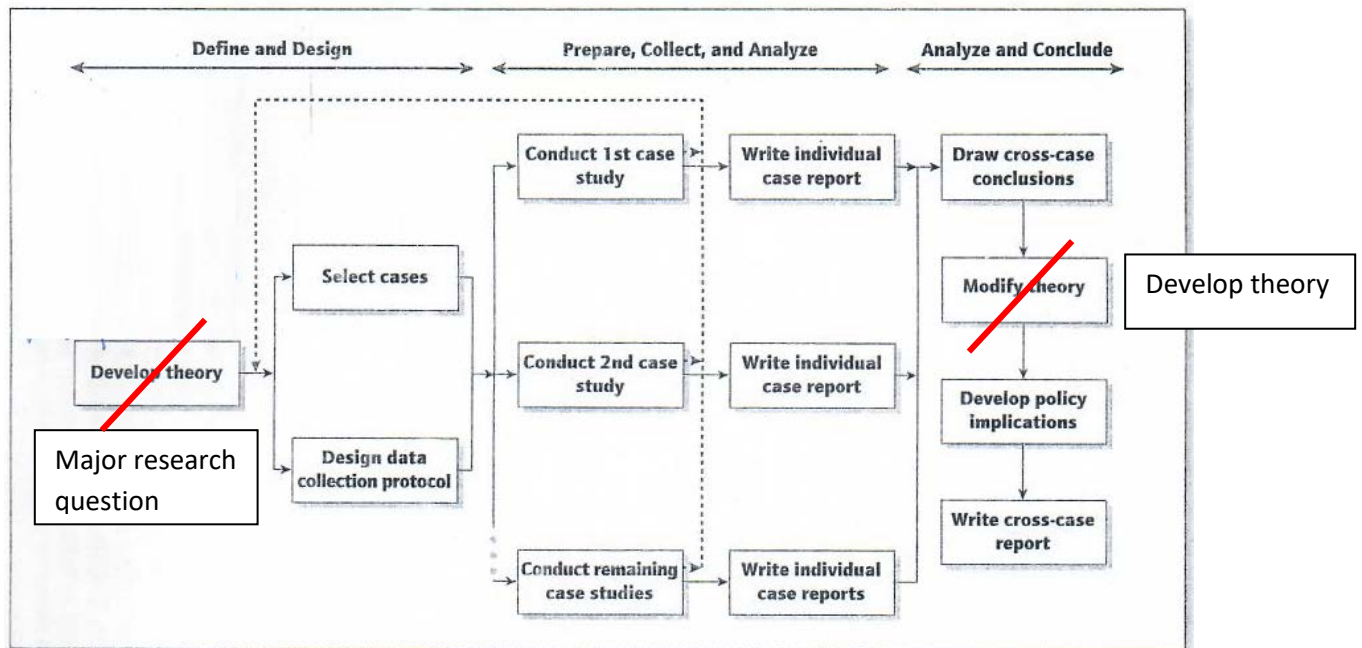 Define and Design
Prepare, Collect, and Analyze
Analyze and Conclude
Conduct 1st case
study
Write individual
case report
Draw cross-case
conclusions
Select cases
Modify theory
Develop theory
Develop theory
Conduct 2nd case
study
Write individual
case report
Develop policy
implications
Major research
question
Design data
collection protocol
Write cross-case
report
Conduct remaining
case studies
Write individual
case reports